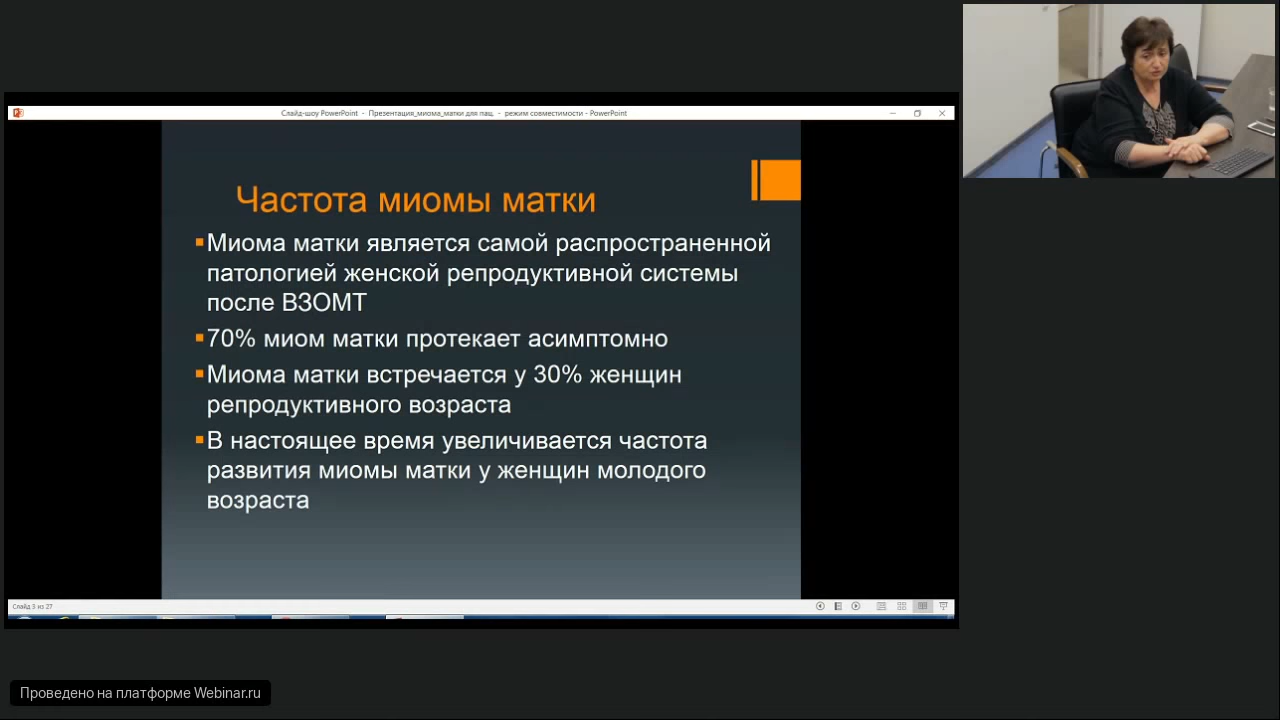 Слайд-шоу PowerPoint - Презентация_миома_матки для пац. - режим совместимости - PowerPoint
Частота миомы матки
Миома матки является самой распространенной
патологией женской репродуктивной системы
после ВЗОМТ
70% миом матки протекает асимптомно
Миома матки встречается у 30% женщин
репродуктивного возраста
В настоящее время увеличивается частота
развития миомы матки у женщин молодого
возраста
Слайд 3 из 27
Проведено на платформе Webinar.ru